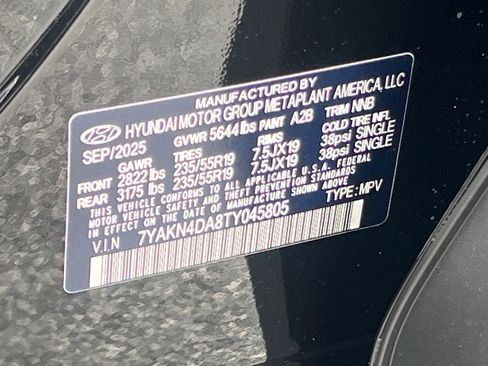 MANUFACTURED BY
HYUNDAI MOTOR GROUP METAPLANT AMERICA, LLC
SEP/2025 GVWR 5644 lbs PAINT A2B TRIM NNB
GAWR TIRES RIMS COLD TIRE INFL.
FRONT 2822 lbs 235/55R19 7.5JX19 38psi SINGLE
REAR 3175 lbs 235/55R19 7.5JX19 38psi SINGLE
THIS VEHICLE CONFORMS TO ALL APPLICABLE U.S.A. FEDERAL
MOTOR VEHICLE SAFETY AND THEFT PREVENTION STANDARDS
IN EFFECT ON THE DATE OF MANUFACTURE SHOWN ABOVE.
V.I.N 7YAKN4DA8TY045805 TYPE: MPV